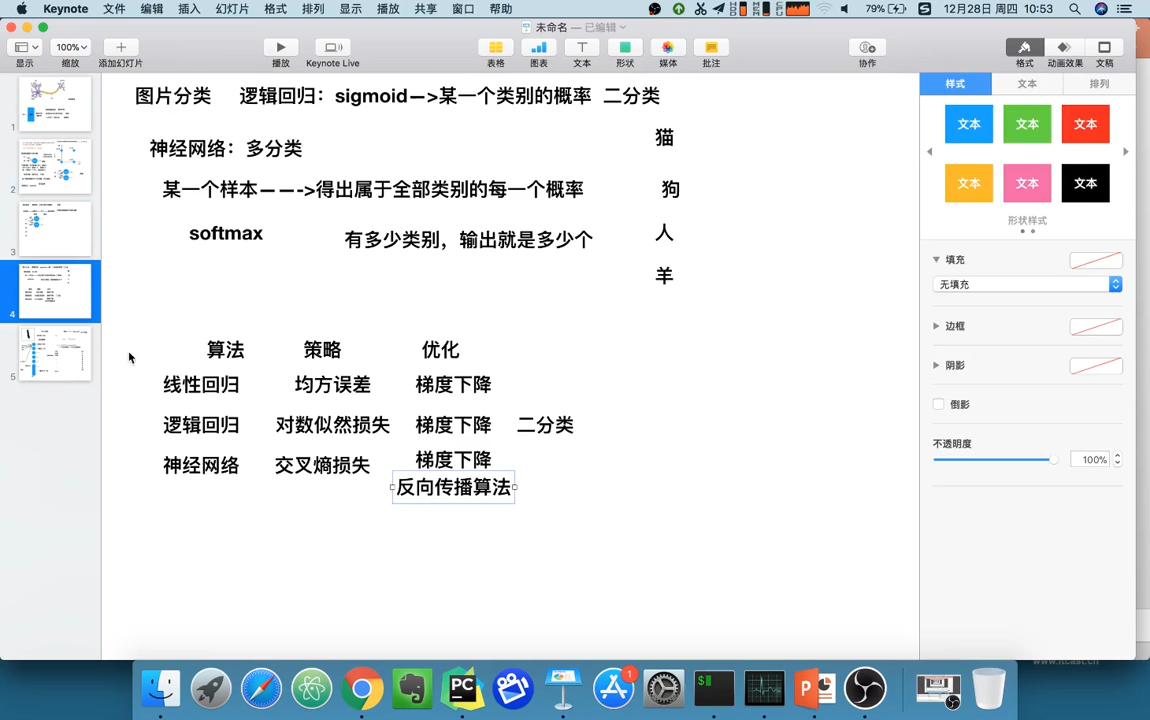 Keynote 文件 编辑 插入 幻灯片 格式 排列 显示 播放 共享 窗口 帮助 79% 12月28日 周四 10:53
未命名 — 已编辑
100%
显示 缩放 添加幻灯片 播放 Keynote Live 表格 图表 文本 形状 媒体 批注 协作 格式 动画效果 文稿
样式 文本 排列
图片分类 逻辑回归：sigmoid—>某一个类别的概率 二分类
猫
神经网络：多分类
某一个样本———>得出属于全部类别的每一个概率 狗
softmax 有多少类别，输出就是多少个 人
羊
算法 策略 优化
线性回归 均方误差 梯度下降
逻辑回归 对数似然损失 梯度下降 二分类
神经网络 交叉熵损失 梯度下降
反向传播算法
1
2
3
4
5
文本 文本 文本
文本 文本 文本
形状样式
填充
无填充
边框
阴影
倒影
不透明度
100%
1
PC
P
$
www.itcast.cn